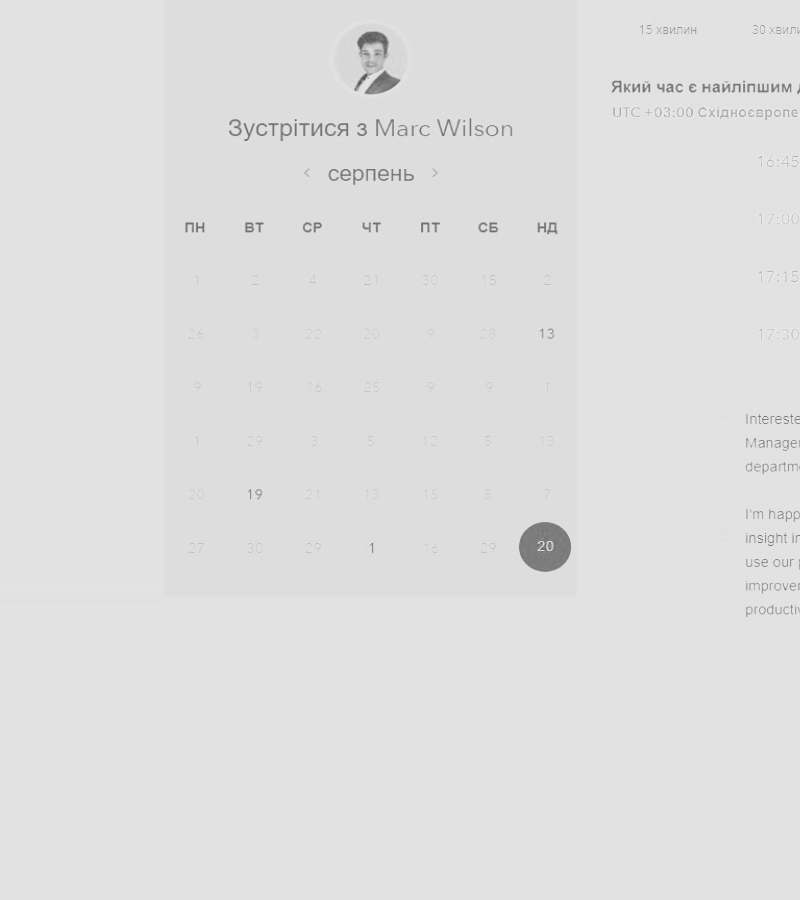 Зустрітися з Marc Wilson
< серпень >
ПН ВТ СР ЧТ ПТ СБ НД
1 2 4 21 30 15 2
26 3 22 20 9 28 13
9 19 16 25 9 9 1
1 29 3 5 12 5 13
20 19 21 13 15 5 7
27 30 29 1 16 29 20
15 хвилин 30 хвили
Який час є найліпшим
UTC +03:00 Східноєвропе
16:45
17:00
17:15
17:30
Intereste
Manager
departme
I'm happ
insight in
use our p
improver
productiv